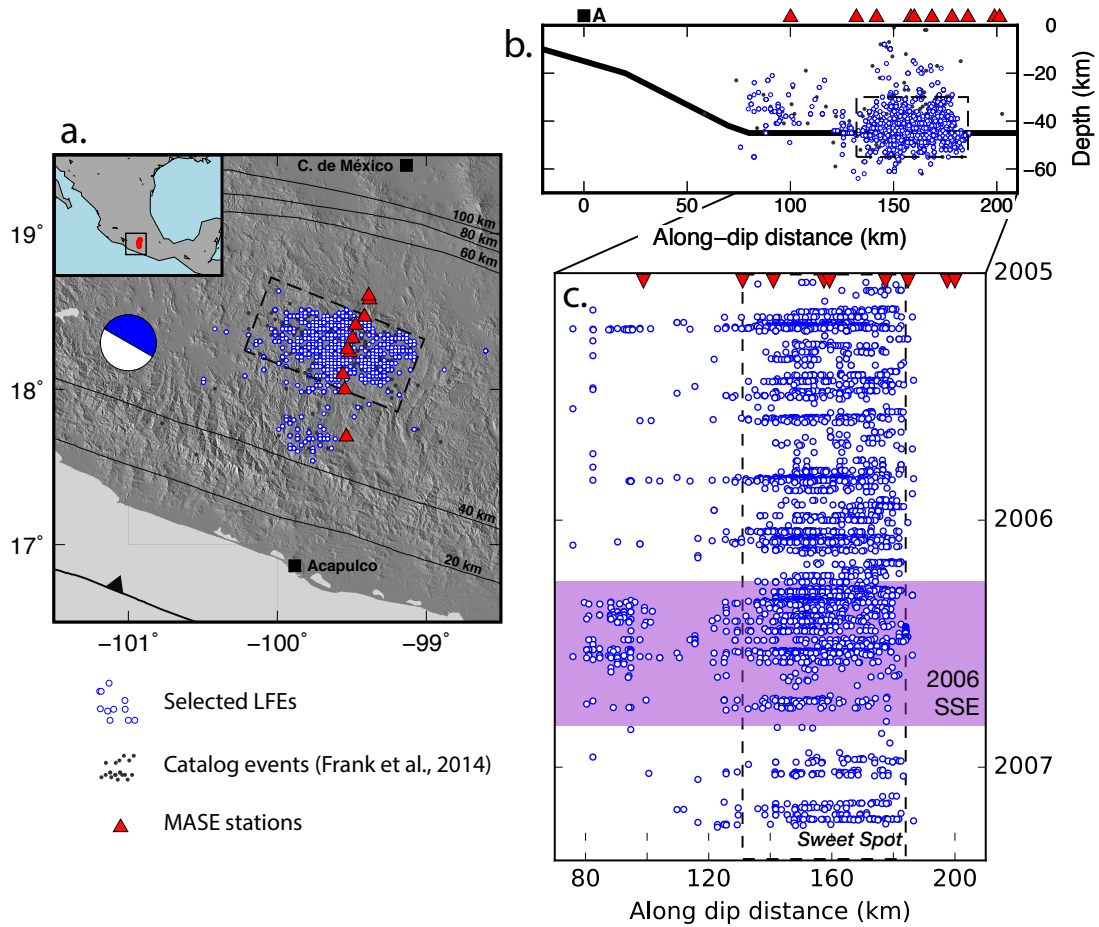 a.
C. de México
100 km
80 km
60 km
40 km
20 km
Acapulco
19°
18°
17°
−101
−100
−99
Selected LFEs
Catalog events (Frank et al., 2014)
MASE stations
b.
A
0
−20
−40
−60
Depth (km)
0
50
100
150
200
Along−dip distance (km)
c.
2005
2006
2007
2006
SSE
Sweet Spot
80
120
160
200
Along dip distance (km)